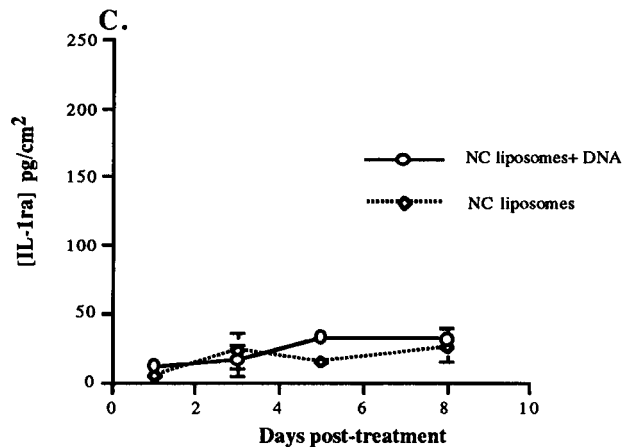 C.
250
200
150
100
50
0
[IL-1ra] pg/cm²
NC liposomes+ DNA
NC liposomes
0 2 4 6 8 10
Days post-treatment